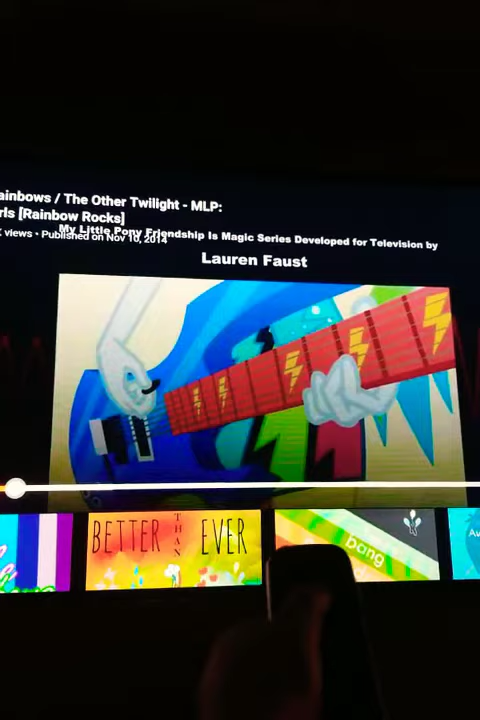 ainbows / The Other Twilight - MLP:
rls [Rainbow Rocks]
views • Published on Nov 10, 2014
My Little Pony Friendship Is Magic Series Developed for Television by
Lauren Faust
BETTER THAN EVER
bang